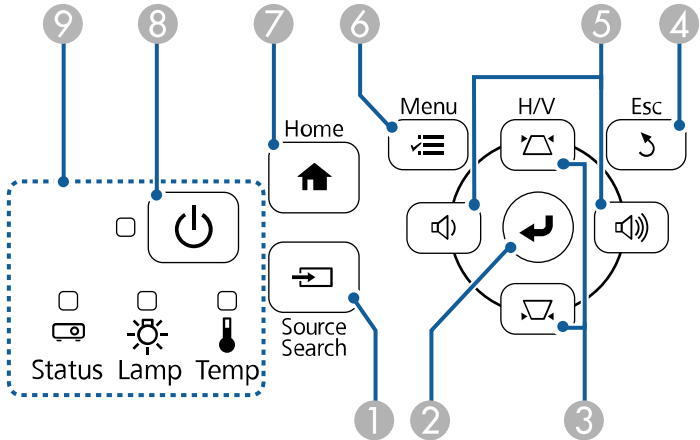 9 8 7 6 5 4
Menu H/V Esc
Home
Source
Search
Status Lamp Temp
1 2 3